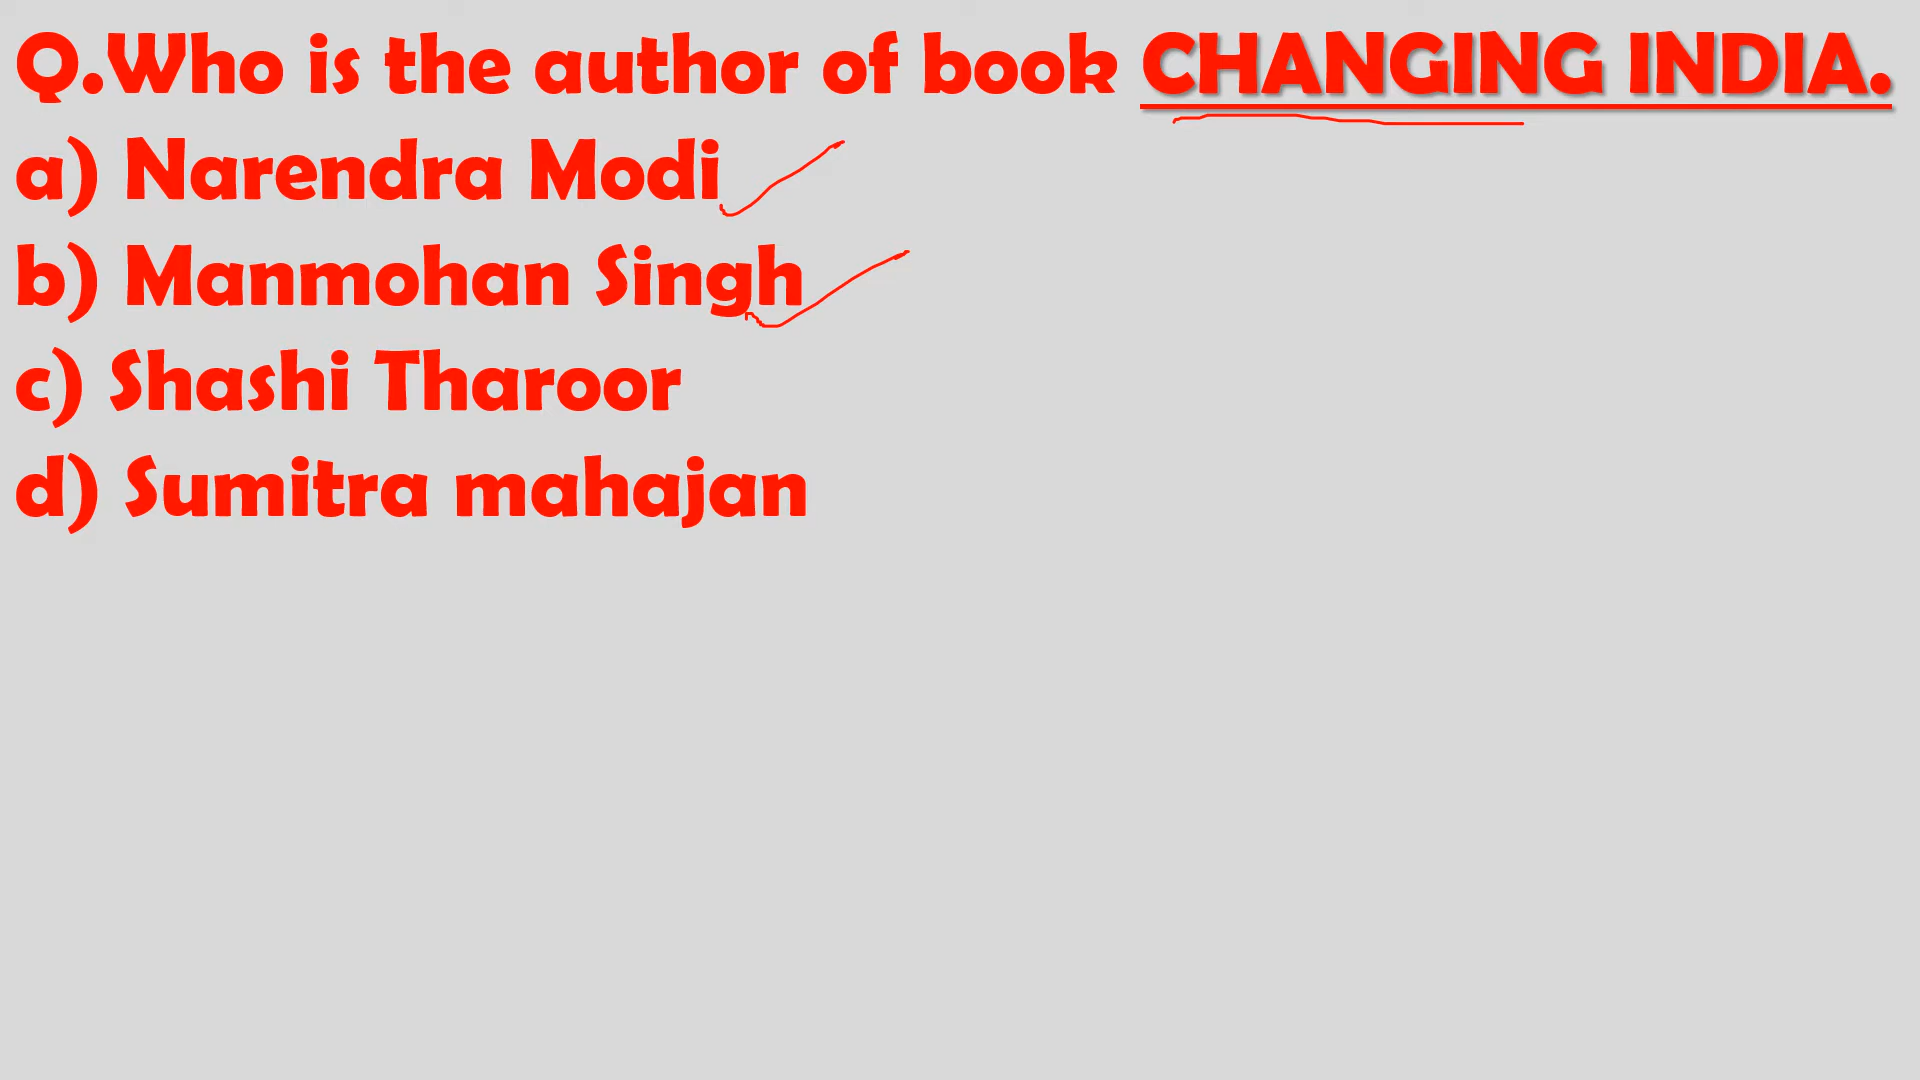 Q.Who is the author of book CHANGING INDIA.
a) Narendra Modi
b) Manmohan Singh
c) Shashi Tharoor
d) Sumitra mahajan